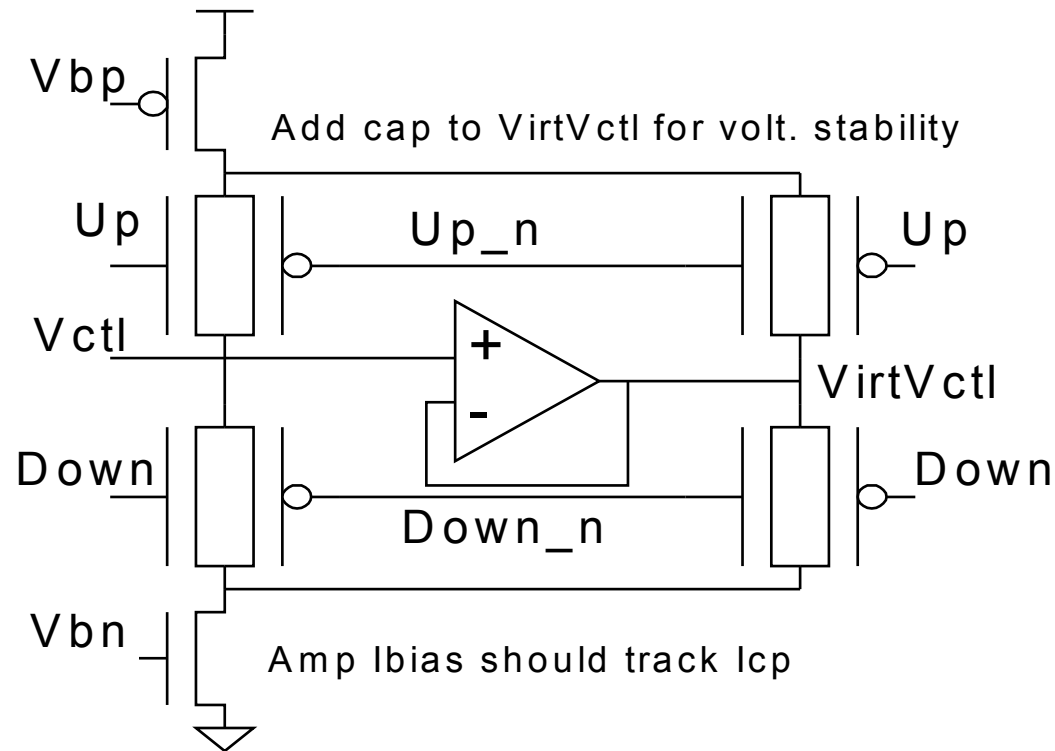 Vbp
Add cap to VirtVctl for volt. stability
Up
Up_n
Up
Vctl
+
-
VirtVctl
Down
Down_n
Down
Vbn
Amp Ibias should track Icp